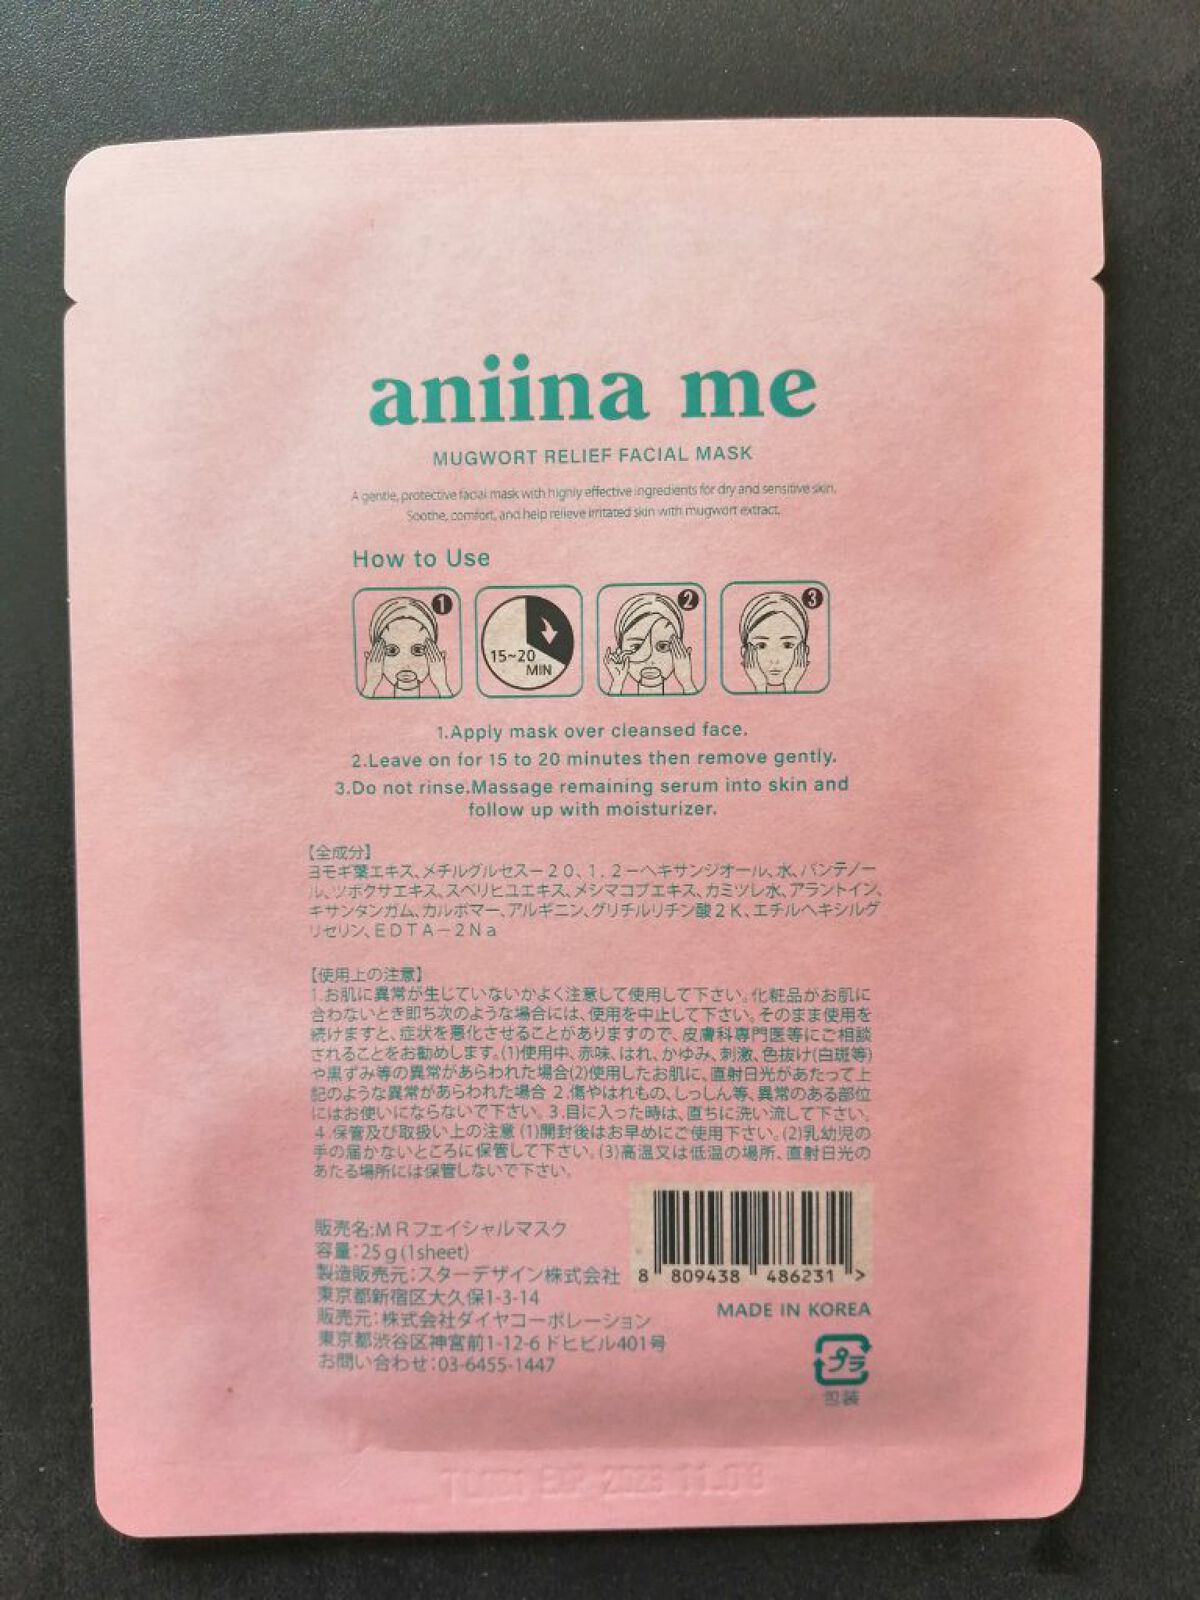 aniina me
MUGWORT RELIEF FACIAL MASK
A gentle, protective facial mask with highly effective ingredients for dry and sensitive skin.
Soothe, comfort, and help relieve irritated skin with mugwort extract.
How to Use
1
15~20
MIN
2
3
1.Apply mask over cleansed face.
2.Leave on for 15 to 20 minutes then remove gently.
3.Do not rinse.Massage remaining serum into skin and
follow up with moisturizer.
【全成分】
ヨモギ葉エキス、メチルグルセス－２０、１，２－ヘキサンジオール、水、パンテノー
ル、ツボクサエキス、スベリヒユエキス、メシマコブエキス、カミツレ水、アラントイン、
キサンタンガム、カルボマー、アルギニン、グリチルリチン酸２Ｋ、エチルヘキシルグ
リセリン、ＥＤＴＡ－２Ｎａ
【使用上の注意】
1.お肌に異常が生じていないかよく注意して使用して下さい。化粧品がお肌に
合わないとき即ち次のような場合には、使用を中止して下さい。そのまま使用を
続けますと、症状を悪化させることがありますので、皮膚科専門医等にご相談
されることをお勧めします。(1)使用中、赤味、はれ、かゆみ、刺激、色抜け(白斑等)
や黒ずみ等の異常があらわれた場合(2)使用したお肌に、直射日光があたって上
記のような異常があらわれた場合 2.傷やはれもの、しっしん等、異常のある部位
にはお使いにならないで下さい。3.目に入った時は、直ちに洗い流して下さい。
4.保管及び取扱い上の注意 (1)開封後はお早めにご使用下さい。(2)乳幼児の
手の届かないところに保管して下さい。(3)高温又は低温の場所、直射日光の
あたる場所には保管しないで下さい。
販売名:ＭＲフェイシャルマスク
容量:25ｇ(1sheet)
製造販売元:スターデザイン株式会社
東京都新宿区大久保1-3-14
販売元:株式会社ダイヤコーポレーション
東京都渋谷区神宮前1-12-6 ドヒビル401号
お問い合わせ:03-6455-1447
8 809438 486231 >
MADE IN KOREA
プラ
包装